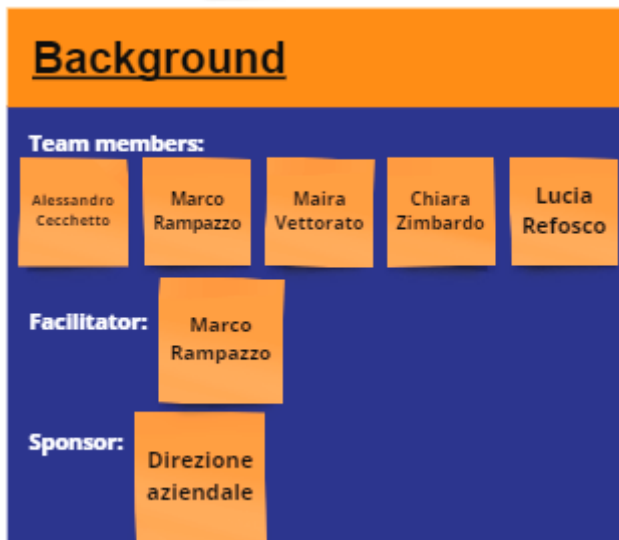 Background
Team members:
Alessandro
Cecchetto
Marco
Rampazzo
Maira
Vettorato
Chiara
Zimbardo
Lucia
Refosco
Facilitator:
Marco
Rampazzo
Sponsor:
Direzione
aziendale